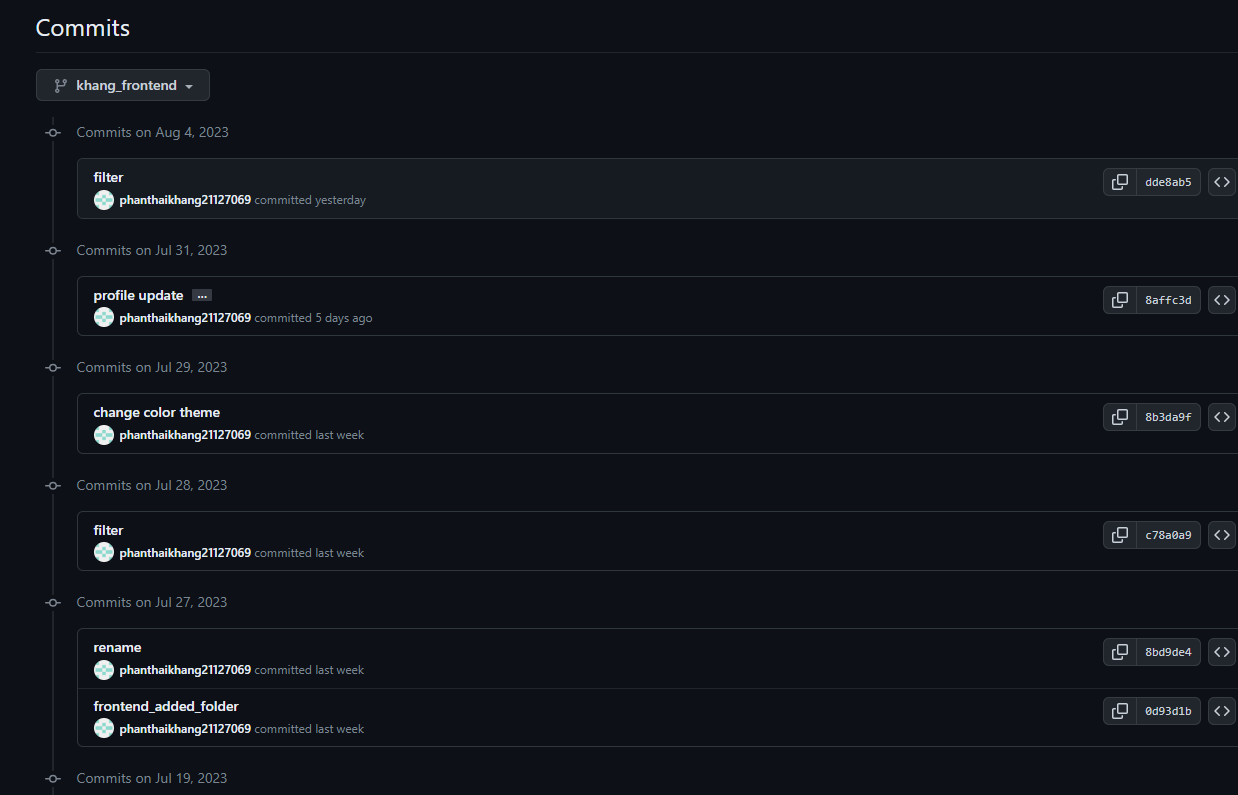 Commits
khang_frontend
Commits on Aug 4, 2023
filter
dde8ab5
phanthaikhang21127069 committed yesterday
Commits on Jul 31, 2023
profile update ...
8affc3d
phanthaikhang21127069 committed 5 days ago
Commits on Jul 29, 2023
change color theme
8b3da9f
phanthaikhang21127069 committed last week
Commits on Jul 28, 2023
filter
c78a0a9
phanthaikhang21127069 committed last week
Commits on Jul 27, 2023
rename
8bd9de4
phanthaikhang21127069 committed last week
frontend_added_folder
0d93d1b
phanthaikhang21127069 committed last week
Commits on Jul 19, 2023